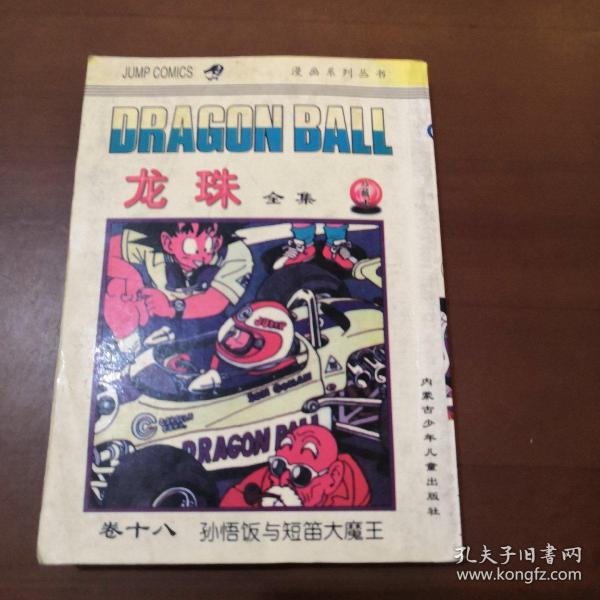 JUMP COMICS
漫画系列丛书
DRAGON BALL
龙珠 全集
DRAGON BALL
卷十八 孙悟饭与短笛大魔王
内蒙古少年儿童出版社
孔夫子旧书网
www.kongfz.com